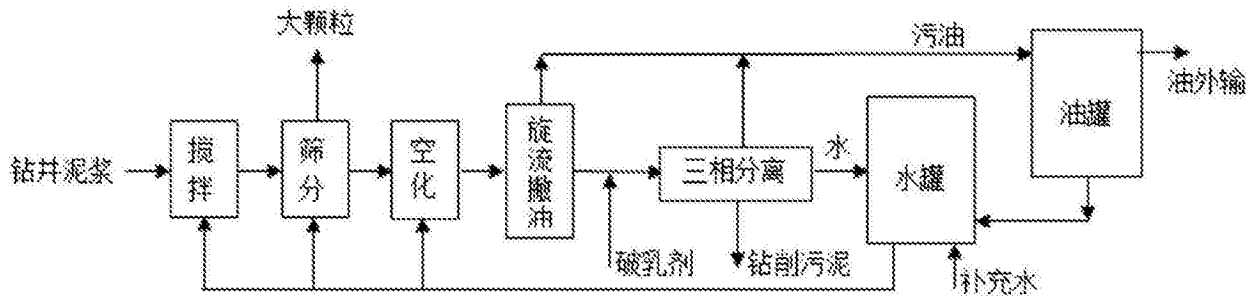 大颗粒
污油
油外输
油罐
钻井泥浆
搅拌
筛分
空化
旋流撇油
三相分离
水
水罐
破乳剂
钻削污泥
补充水